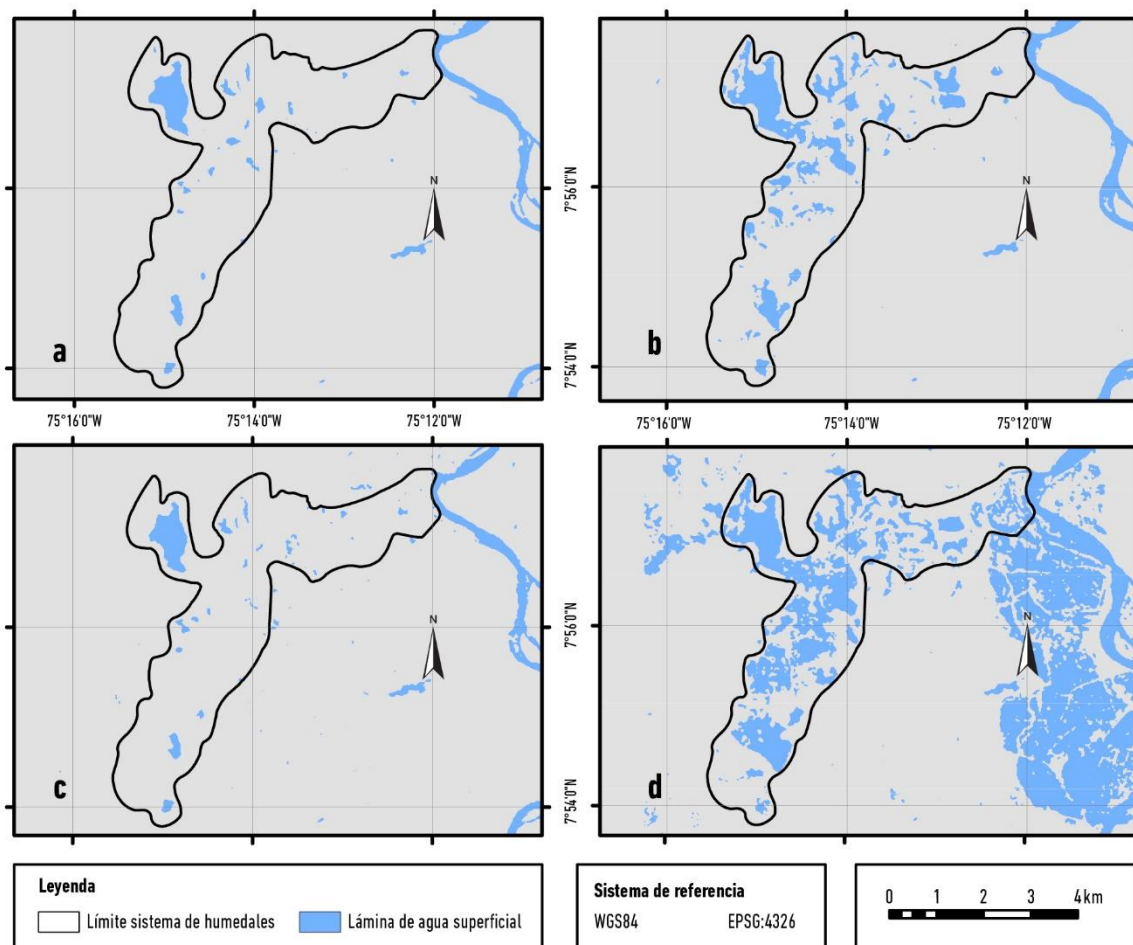 N
a
N
b
7°56'0"N
7°54'0"N
75°16'0"W
75°14'0"W
75°12'0"W
75°16'0"W
75°14'0"W
75°12'0"W
N
c
N
d
7°56'0"N
7°54'0"N
Leyenda
Límite sistema de humedales
Lámina de agua superficial
Sistema de referencia
WGS84 EPSG:4326
0 1 2 3 4 km